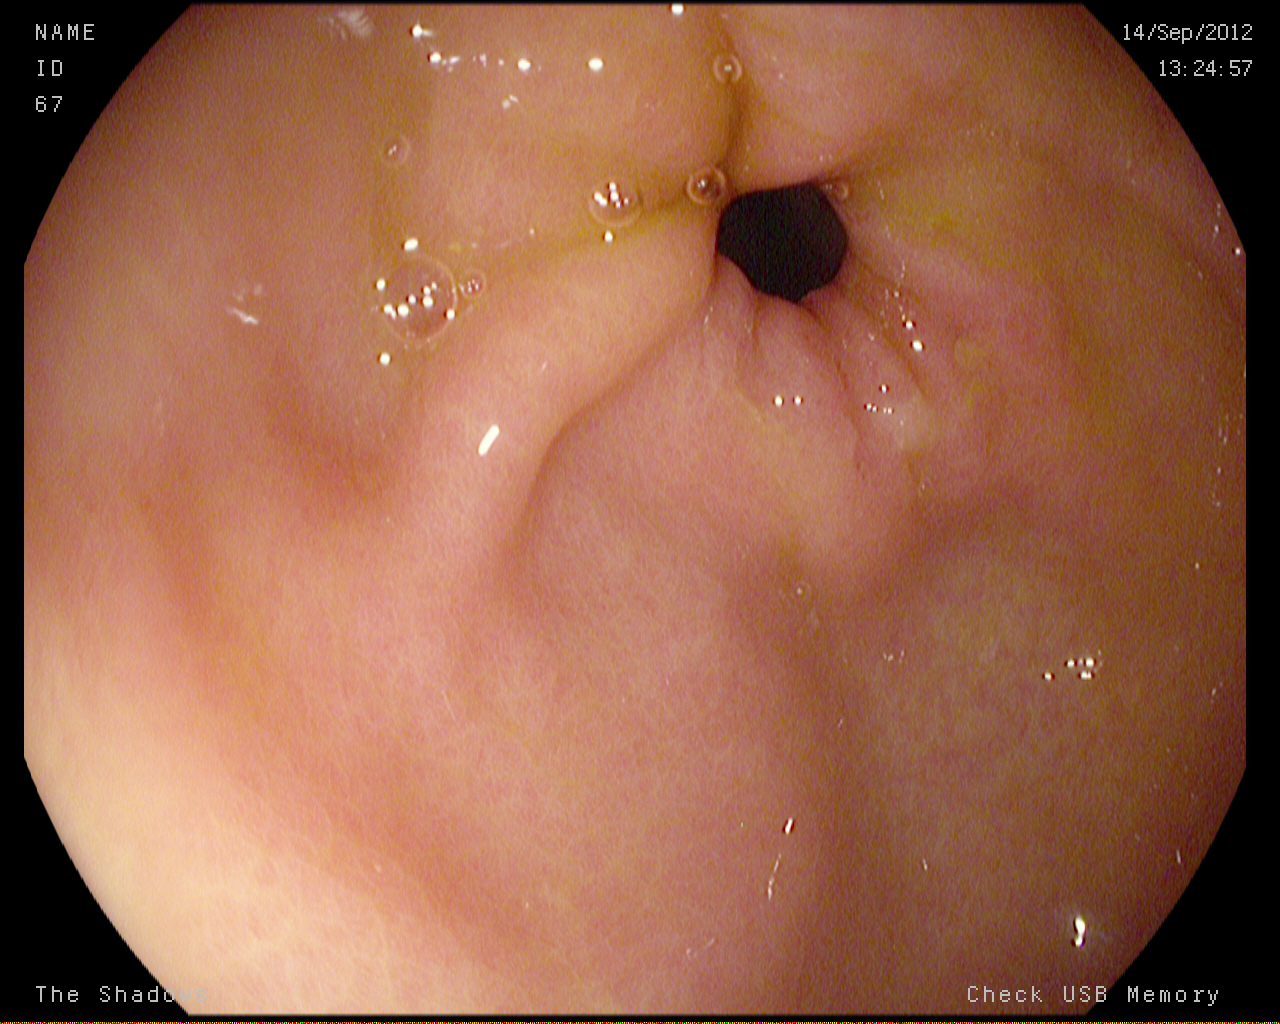 NAME
14/Sep/2012
ID
13:24:57
67
The Shadows
Check USB Memory